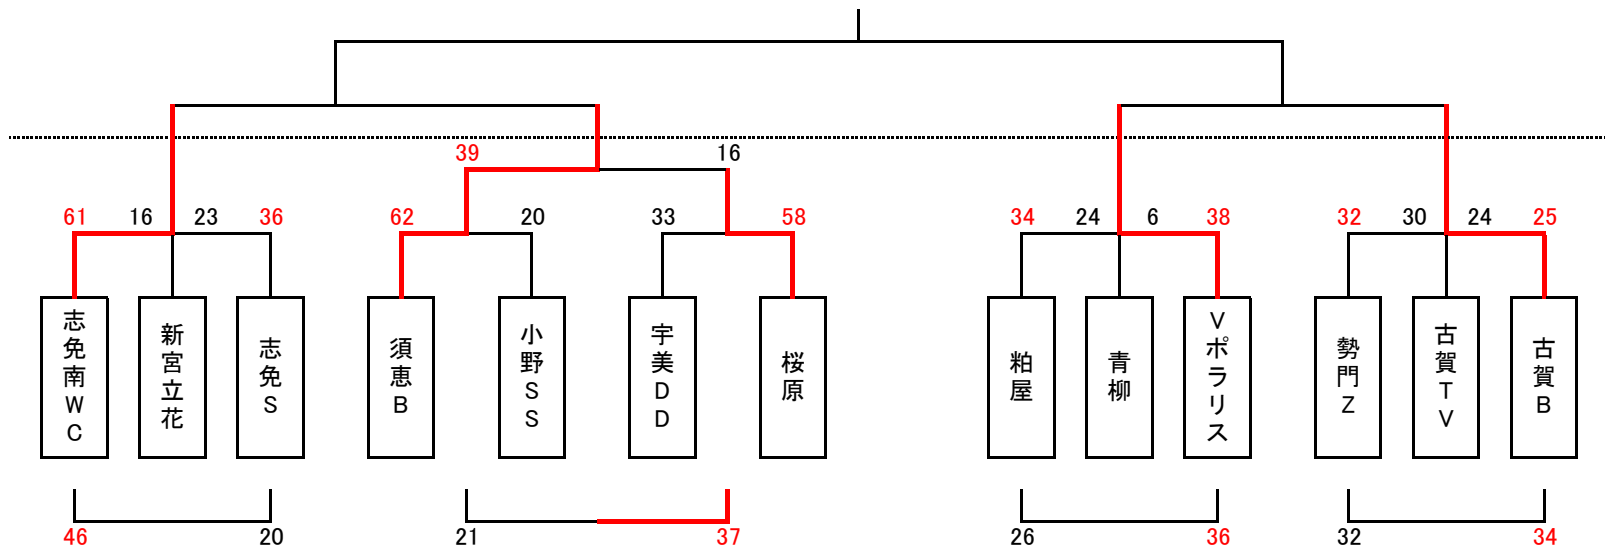 39 16
61 16 23 36 62 20 33 58 34 24 6 38 32 30 24 25
志免南WC
新宮立花
志免S
須恵B
小野SS
宇美DD
桜原
粕屋
青柳
Vポラリス
勢門Z
古賀TV
古賀B
46 20 21 37 26 36 32 34